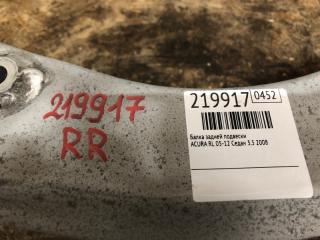 219917
RR
219917 0452
Балка задней подвески
ACURA RL 05-12 Седан 3.5 2008